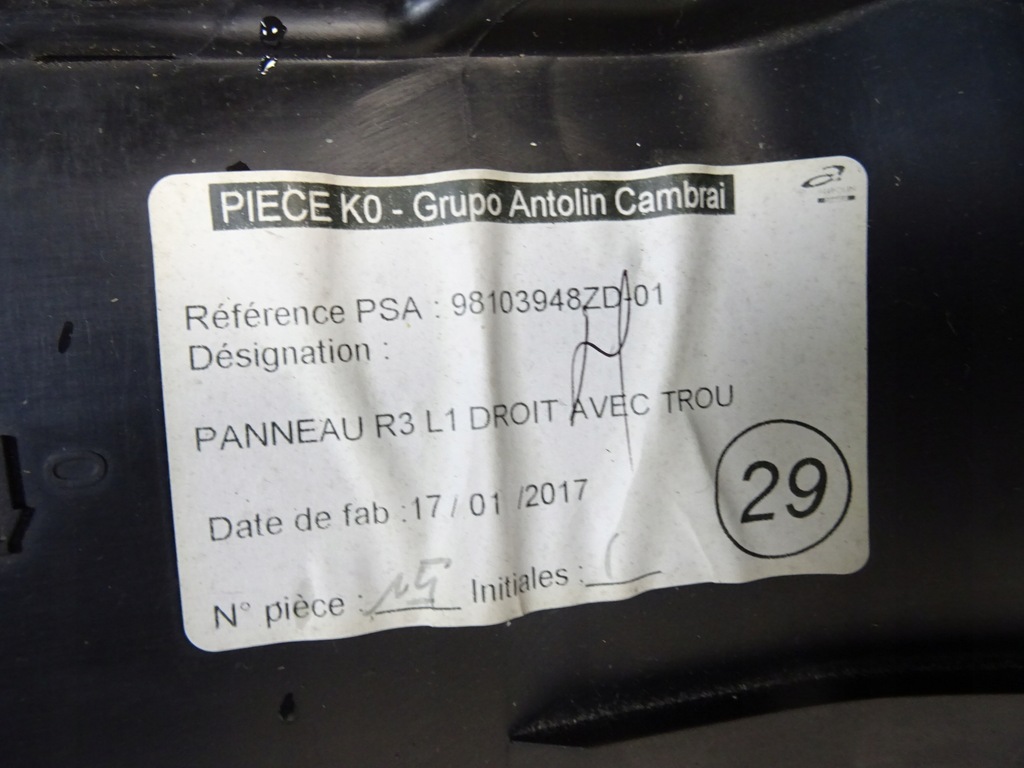 PIECE K0 - Grupo Antolin Cambrai
Référence PSA : 98103948ZD-01
Désignation :
PANNEAU R3 L1 DROIT AVEC TROU
29
Date de fab :17 / 01 /2017
N° pièce : Initiales :